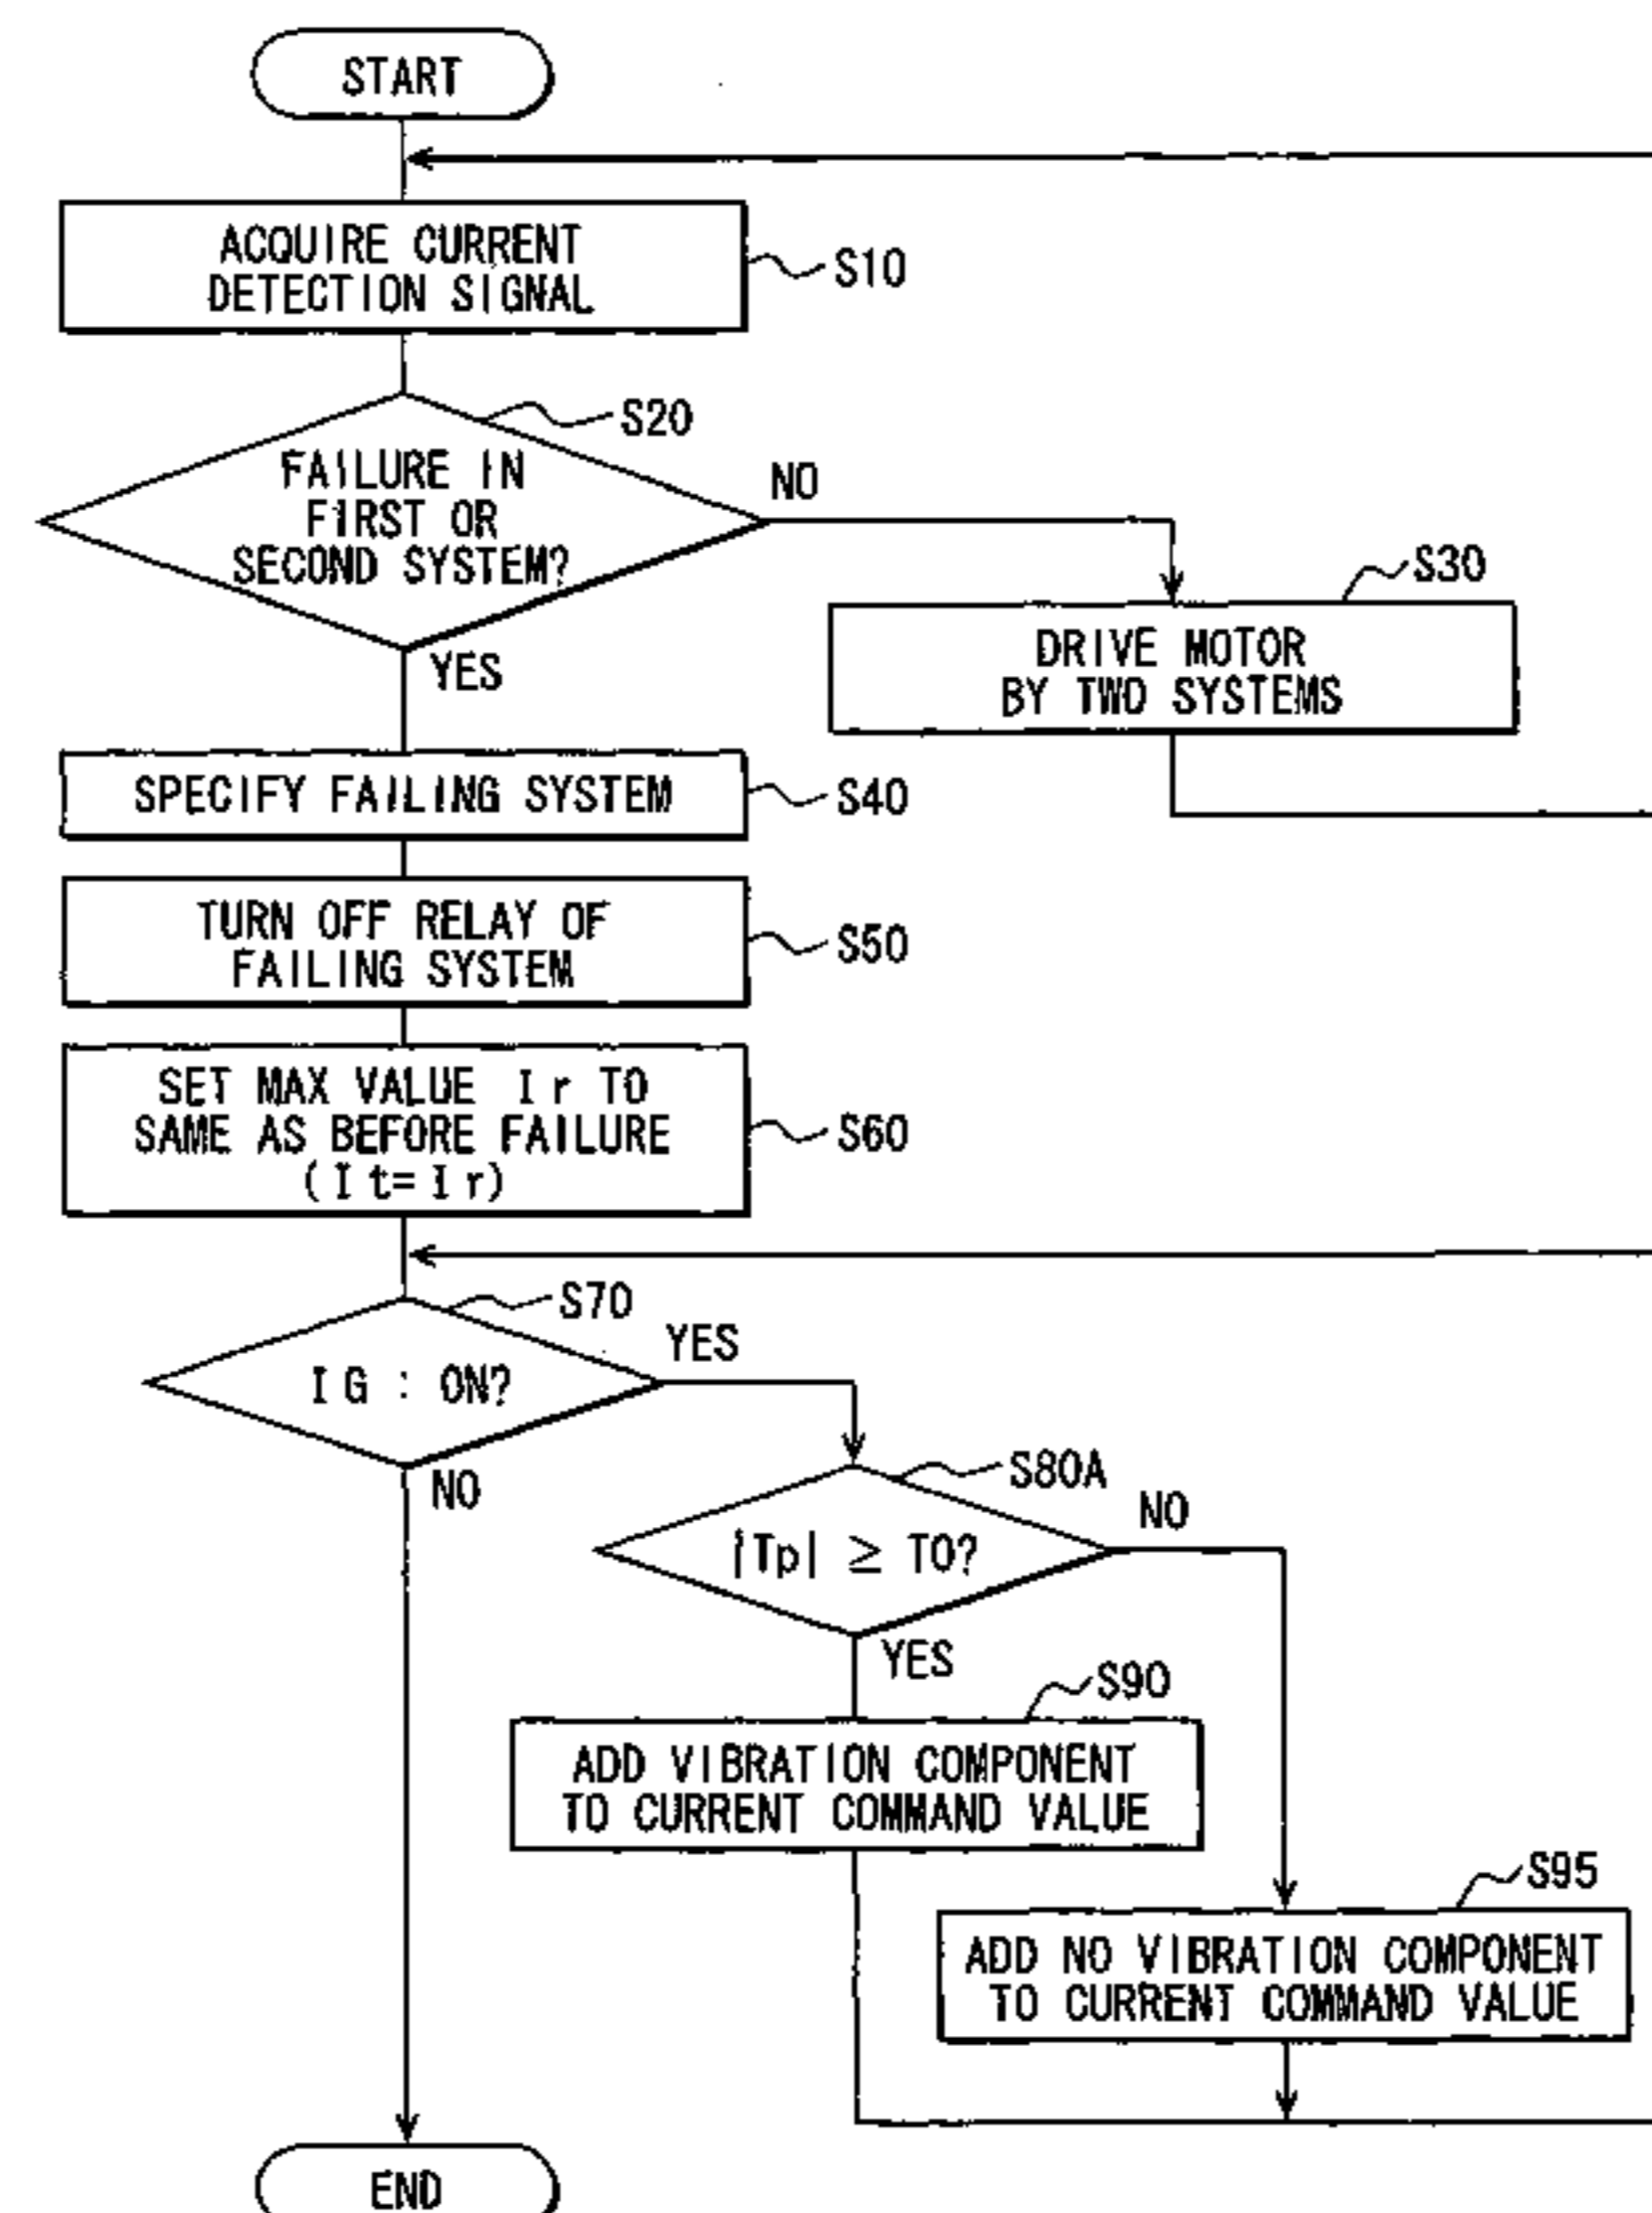 START
ACQUIRE CURRENT
DETECTION SIGNAL
S10
S20
FAILURE IN
FIRST OR
SECOND SYSTEM?
NO
YES
S30
DRIVE MOTOR
BY TWO SYSTEMS
SPECIFY FAILING SYSTEM
S40
TURN OFF RELAY OF
FAILING SYSTEM
S50
SET MAX VALUE Ir TO
SAME AS BEFORE FAILURE
(It=Ir)
S60
S70
IG : ON?
YES
NO
S80A
|Tp| ≥ T0?
NO
YES
S90
ADD VIBRATION COMPONENT
TO CURRENT COMMAND VALUE
S95
ADD NO VIBRATION COMPONENT
TO CURRENT COMMAND VALUE
END